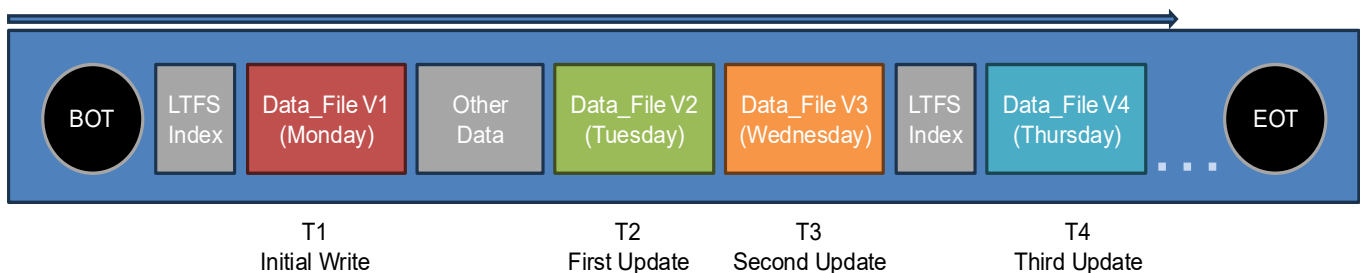 BOT
LTFS
Index
Data_File V1
(Monday)
Other
Data
Data_File V2
(Tuesday)
Data_File V3
(Wednesday)
LTFS
Index
Data_File V4
(Thursday)
. . .
EOT
T1
Initial Write
T2
First Update
T3
Second Update
T4
Third Update